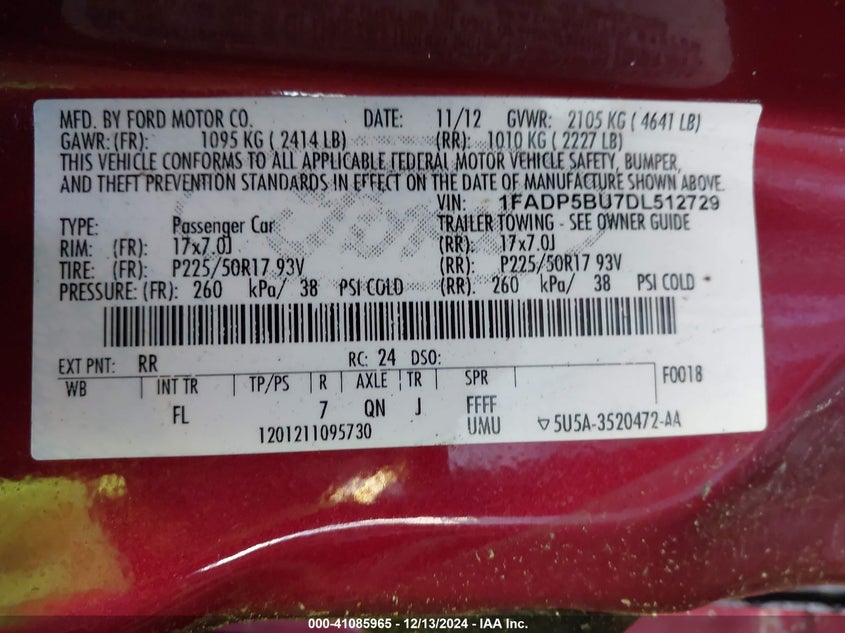 MFD. BY FORD MOTOR CO. DATE: 11/12 GVWR: 2105 KG ( 4641 LB)
GAWR: (FR): 1095 KG ( 2414 LB) (RR): 1010 KG ( 2227 LB)
THIS VEHICLE CONFORMS TO ALL APPLICABLE FEDERAL MOTOR VEHICLE SAFETY, BUMPER,
AND THEFT PREVENTION STANDARDS IN EFFECT ON THE DATE OF MANUFACTURE SHOWN ABOVE.
VIN: 1FADP5BU7DL512729
TYPE: Passenger Car TRAILER TOWING - SEE OWNER GUIDE
RIM: (FR): 17x7.0J (RR): 17x7.0J
TIRE: (FR): P225/50R17 93V (RR): P225/50R17 93V
PRESSURE: (FR): 260 kPa/ 38 PSI COLD (RR): 260 kPa/ 38 PSI COLD
EXT PNT: RR RC: 24 DSO:
WB INT TR TP/PS R AXLE TR SPR F0018
FL 7 QN J FFFF
UMU
1201211095730 5U5A-3520472-AA
000-41085965 - 12/13/2024 - IAA Inc.